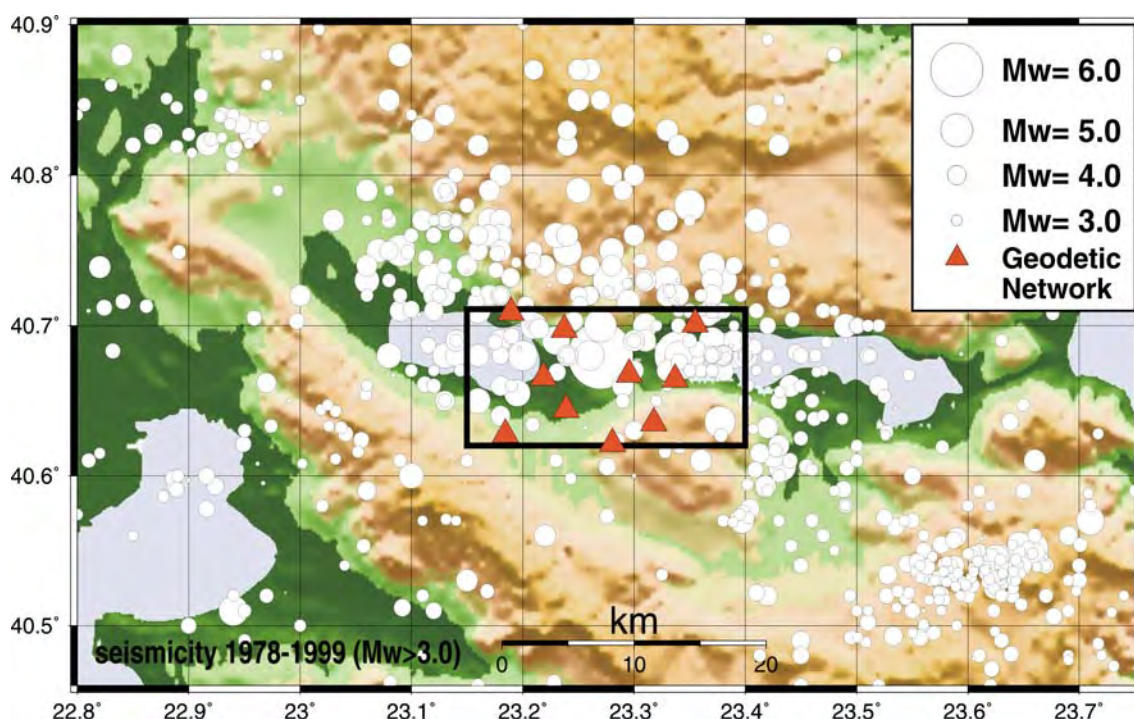 40.9°
40.8°
40.7°
40.6°
40.5°
Mw= 6.0
Mw= 5.0
Mw= 4.0
Mw= 3.0
Geodetic
Network
km
seismicity 1978-1999 (Mw>3.0)
0 10 20
22.8° 22.9° 23° 23.1° 23.2° 23.3° 23.4° 23.5° 23.6° 23.7°